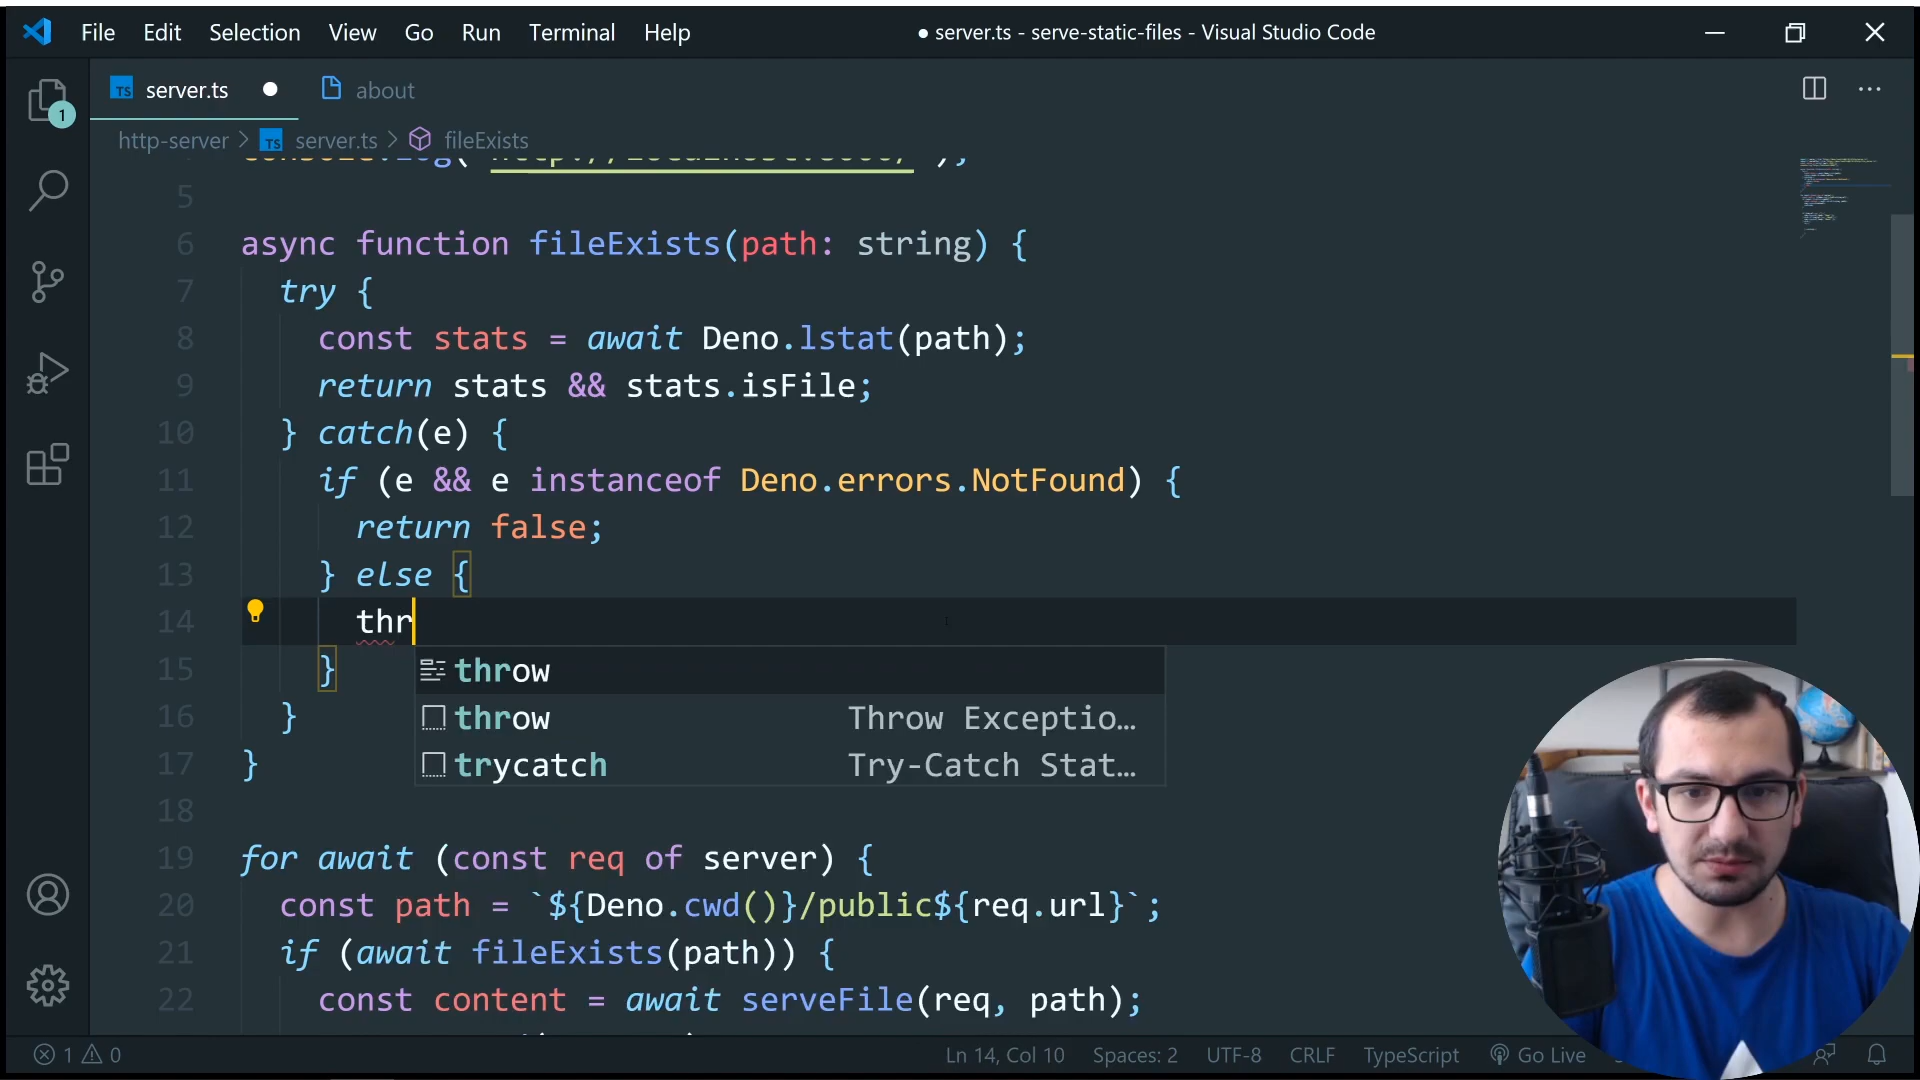 File Edit Selection View Go Run Terminal Help ● server.ts - serve-static-files - Visual Studio Code
TS server.ts ● about
1
http-server > TS server.ts > fileExists
5
6 async function fileExists(path: string) {
7 try {
8 const stats = await Deno.lstat(path);
9 return stats && stats.isFile;
10 } catch(e) {
11 if (e && e instanceof Deno.errors.NotFound) {
12 return false;
13 } else {
14 thr
15 }
throw
16 }
throw Throw Exceptio…
17 }
trycatch Try-Catch Stat…
18
19 for await (const req of server) {
20 const path = `${Deno.cwd()}/public${req.url}`;
21 if (await fileExists(path)) {
22 const content = await serveFile(req, path);
1 0 Ln 14, Col 10 Spaces: 2 UTF-8 CRLF TypeScript Go Live